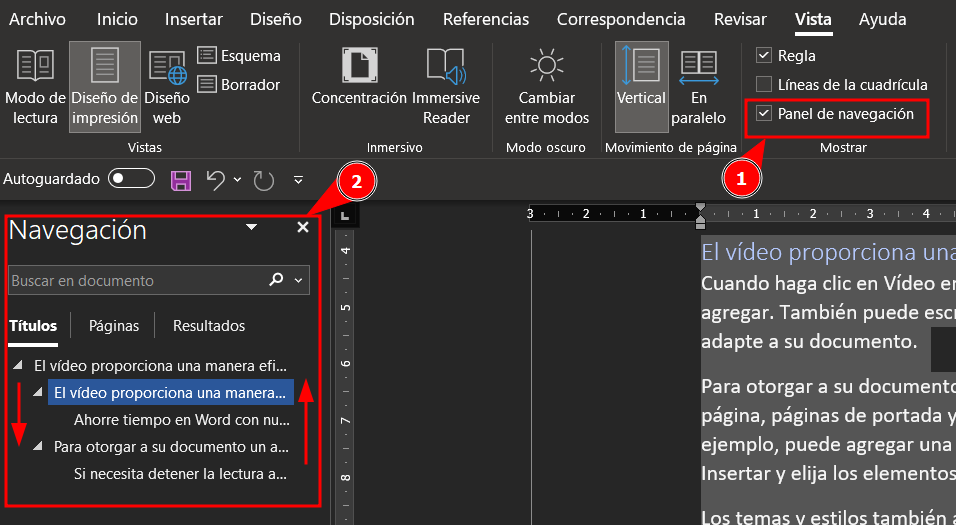 Archivo Inicio Insertar Diseño Disposición Referencias Correspondencia Revisar Vista Ayuda
Modo de lectura
Diseño de impresión
Diseño web
Esquema
Borrador
Vistas
Concentración
Immersive Reader
Inmersivo
Cambiar entre modos
Modo oscuro
Vertical
En paralelo
Movimiento de página
Regla
Líneas de la cuadrícula
Panel de navegación
Mostrar
1
Autoguardado
2
Navegación
Buscar en documento
Títulos Páginas Resultados
El vídeo proporciona una manera efi...
El vídeo proporciona una manera...
Ahorre tiempo en Word con nu...
Para otorgar a su documento un a...
Si necesita detener la lectura a...
L
3 2 1 1 2 3 4
4
5
6
7
8
El vídeo proporciona una
Cuando haga clic en Vídeo
agregar. También puede
adapte a su documento.
Para otorgar a su documento
página, páginas de portada y
ejemplo, puede agregar una
Insertar y elija los elementos
Los temas y estilos también